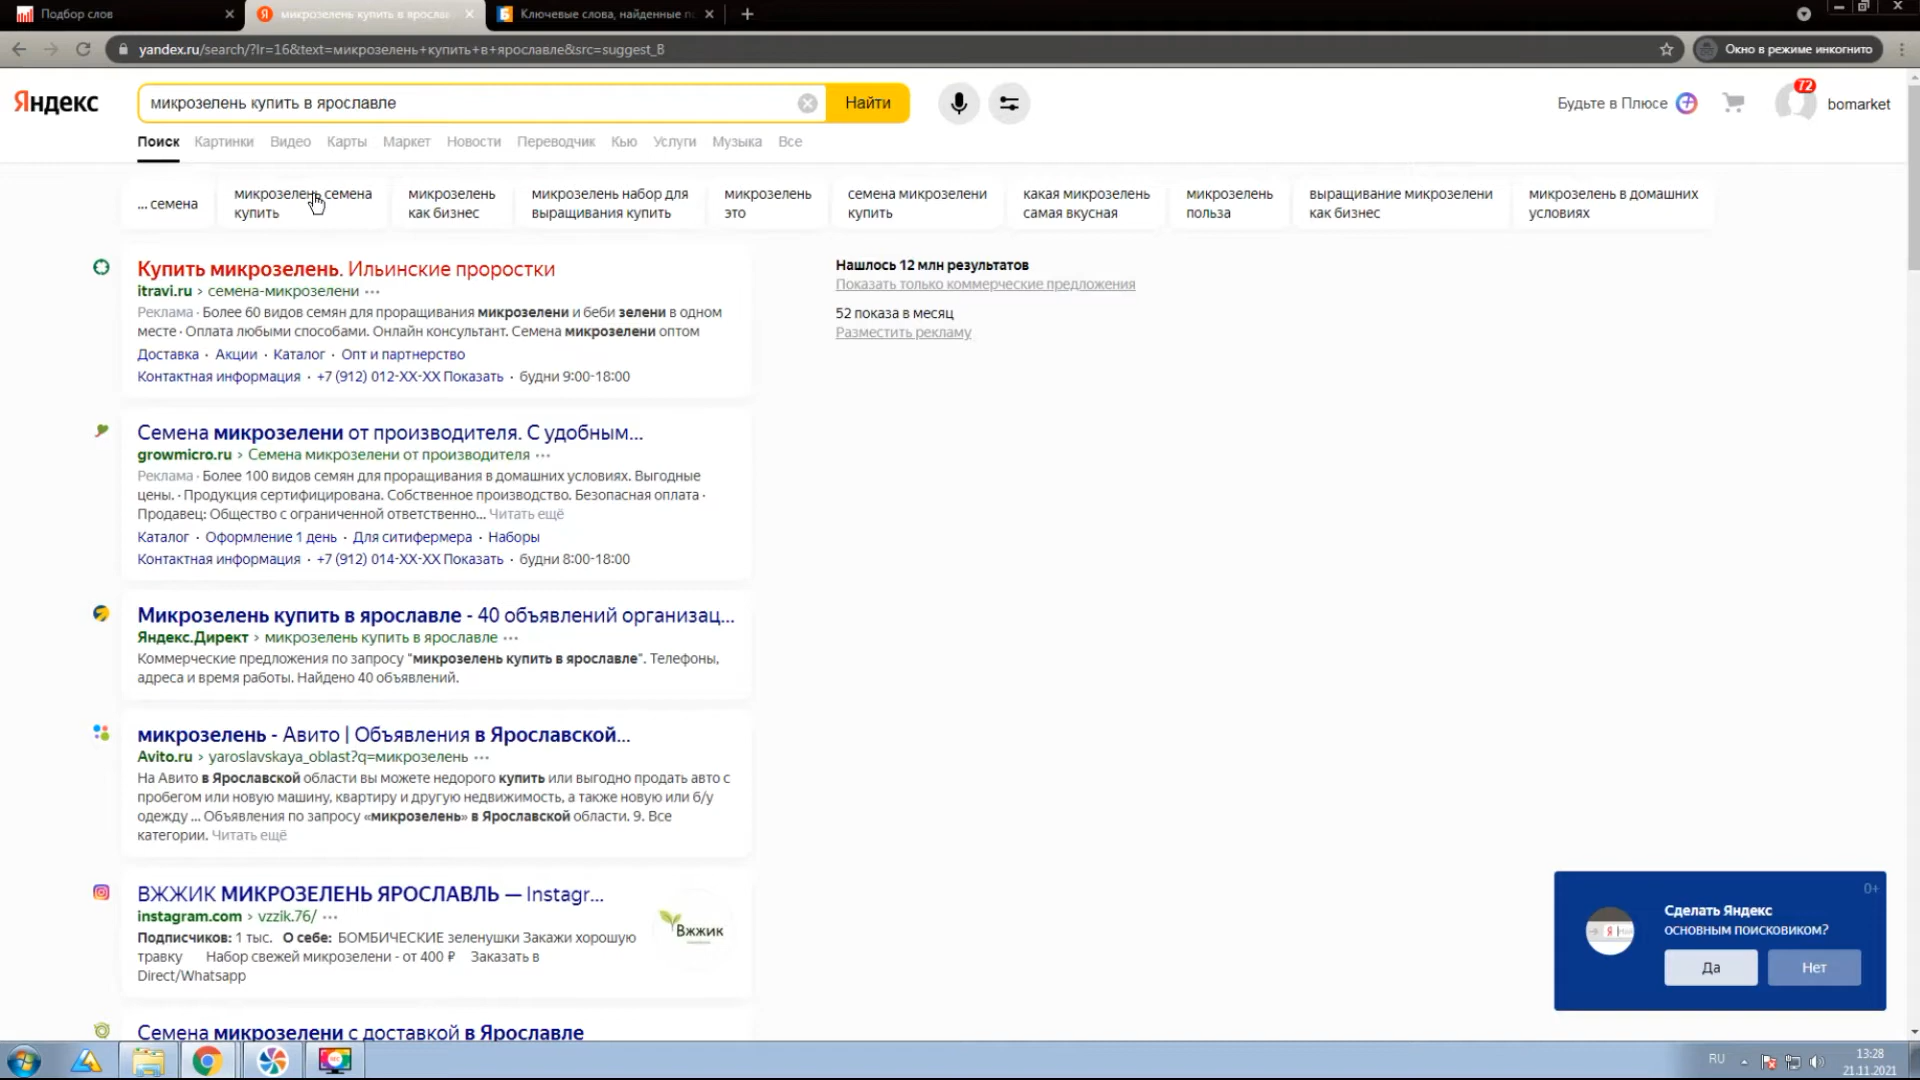 Подбор слов
микрозелень купить в яросла
Ключевые слова, найденные п
yandex.ru/search/?lr=16&text=микрозелень+купить+в+ярославле&src=suggest_B
Окно в режиме инкогнито
Яндекс
микрозелень купить в ярославле
Найти
Будьте в Плюсе
72
bomarket
Поиск Картинки Видео Карты Маркет Новости Переводчик Кью Услуги Музыка Все
... семена
микрозелень семена
купить
микрозелень
как бизнес
микрозелень набор для
выращивания купить
микрозелень
это
семена микрозелени
купить
какая микрозелень
самая вкусная
микрозелень
польза
выращивание микрозелени
как бизнес
микрозелень в домашних
условиях
Купить микрозелень. Ильинские проростки
itravi.ru › семена-микрозелени ···
Реклама · Более 60 видов семян для проращивания микрозелени и беби зелени в одном
месте · Оплата любыми способами. Онлайн консультант. Семена микрозелени оптом
Доставка · Акции · Каталог · Опт и партнерство
Контактная информация · +7 (912) 012-XX-XX Показать · будни 9:00-18:00
Нашлось 12 млн результатов
Показать только коммерческие предложения
52 показа в месяц
Разместить рекламу
Семена микрозелени от производителя. С удобным...
growmicro.ru › Семена микрозелени от производителя ···
Реклама · Более 100 видов семян для проращивания в домашних условиях. Выгодные
цены. · Продукция сертифицирована. Собственное производство. Безопасная оплата ·
Продавец: Общество с ограниченной ответственно... Читать ещё
Каталог · Оформление 1 день · Для ситифермера · Наборы
Контактная информация · +7 (912) 014-XX-XX Показать · будни 8:00-18:00
Микрозелень купить в ярославле - 40 объявлений организац...
Яндекс.Директ › микрозелень купить в ярославле ···
Коммерческие предложения по запросу "микрозелень купить в ярославле". Телефоны,
адреса и время работы. Найдено 40 объявлений.
микрозелень - Авито | Объявления в Ярославской...
Avito.ru › yaroslavskaya_oblast?q=микрозелень ···
На Авито в Ярославской области вы можете недорого купить или выгодно продать авто с
пробегом или новую машину, квартиру и другую недвижимость, а также новую или б/у
одежду ... Объявления по запросу «микрозелень» в Ярославской области. 9. Все
категории. Читать ещё
ВЖЖИК МИКРОЗЕЛЕНЬ ЯРОСЛАВЛЬ — Instagr...
instagram.com › vzzik.76/ ···
Подписчиков: 1 тыс. О себе: БОМБИЧЕСКИЕ зеленушки Закажи хорошую
травку Набор свежей микрозелени - от 400 ₽ Заказать в
Direct/Whatsapp
Вжжик
0+
Сделать Яндекс
основным поисковиком?
Да
Нет
Семена микрозелени с доставкой в Ярославле
RU
13:28
21.11.2021